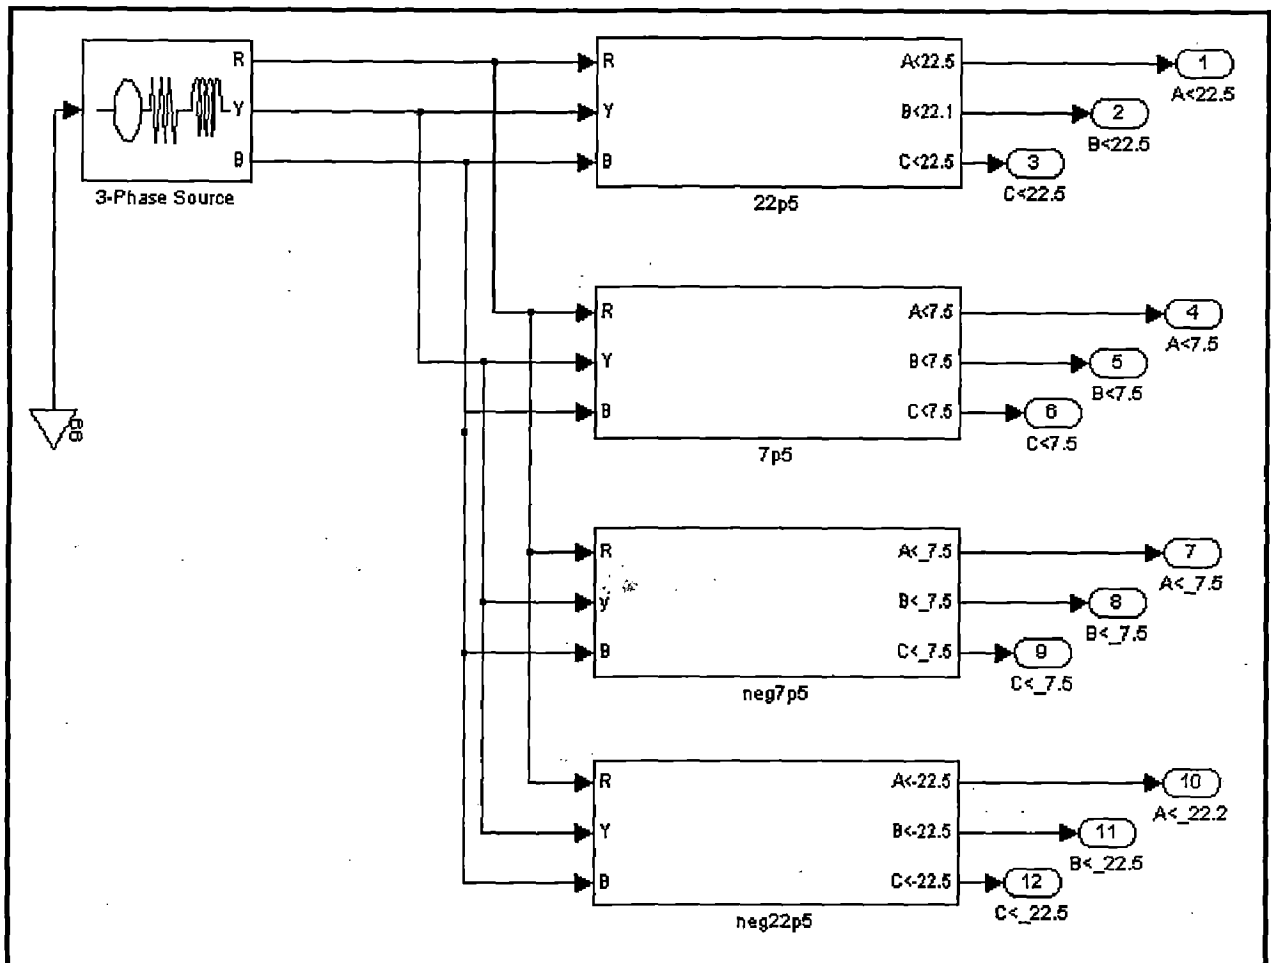 R
Y
B
3-Phase Source
R
Y
B
A<22.5
B<22.1
C<22.5
22p5
1
A<22.5
2
B<22.5
3
C<22.5
R
Y
B
A<7.5
B<7.5
C<7.5
7p5
4
A<7.5
5
B<7.5
6
C<7.5
R
y
B
A<_7.5
B<_7.5
C<_7.5
neg7p5
7
A<_7.5
8
B<_7.5
9
C<_7.5
R
Y
B
A<-22.5
B<-22.5
C<-22.5
neg22p5
10
A<_22.2
11
B<_22.5
12
C<_22.5